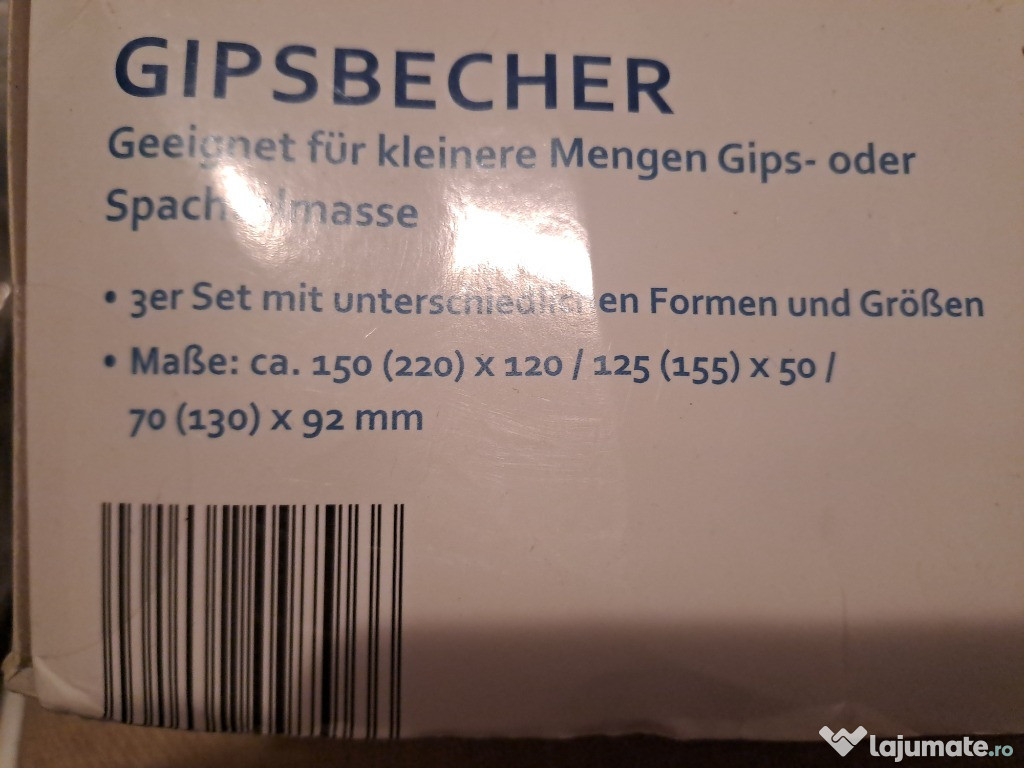 GIPSBECHER
Geeignet für kleinere Mengen Gips- oder
Spachtelmasse
• 3er Set mit unterschiedlichen Formen und Größen
• Maße: ca. 150 (220) x 120 / 125 (155) x 50 /
70 (130) x 92 mm
lajumate.ro